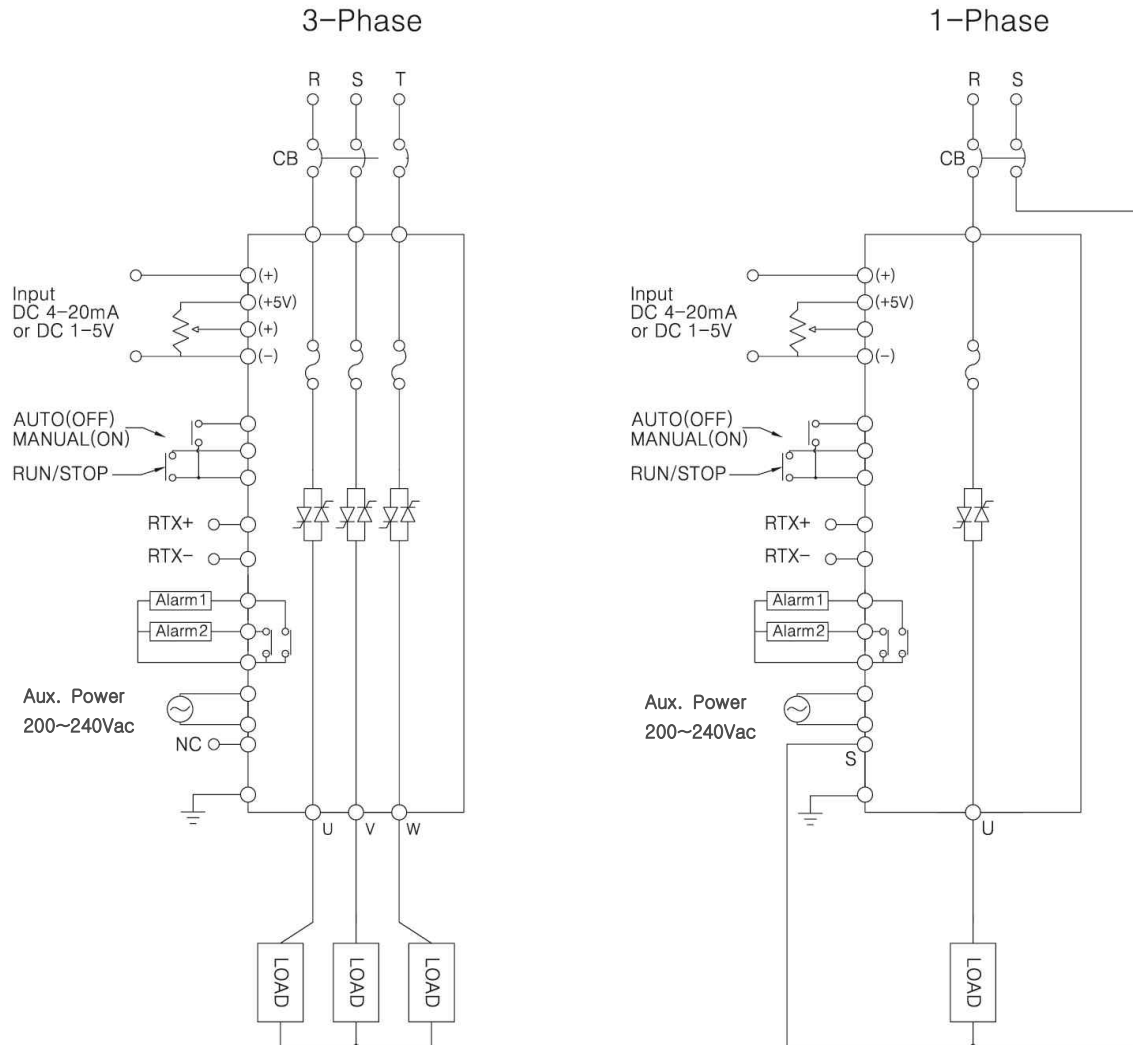 3-Phase
R S T
CB
Input
DC 4-20mA
or DC 1-5V
(+)
(+5V)
(+)
(-)
AUTO(OFF)
MANUAL(ON)
RUN/STOP
RTX+
RTX-
Alarm1
Alarm2
Aux. Power
200~240Vac
NC
U V W
LOAD LOAD LOAD
1-Phase
R S
CB
Input
DC 4-20mA
or DC 1-5V
(+)
(+5V)
(-)
AUTO(OFF)
MANUAL(ON)
RUN/STOP
RTX+
RTX-
Alarm1
Alarm2
Aux. Power
200~240Vac
S
U
LOAD